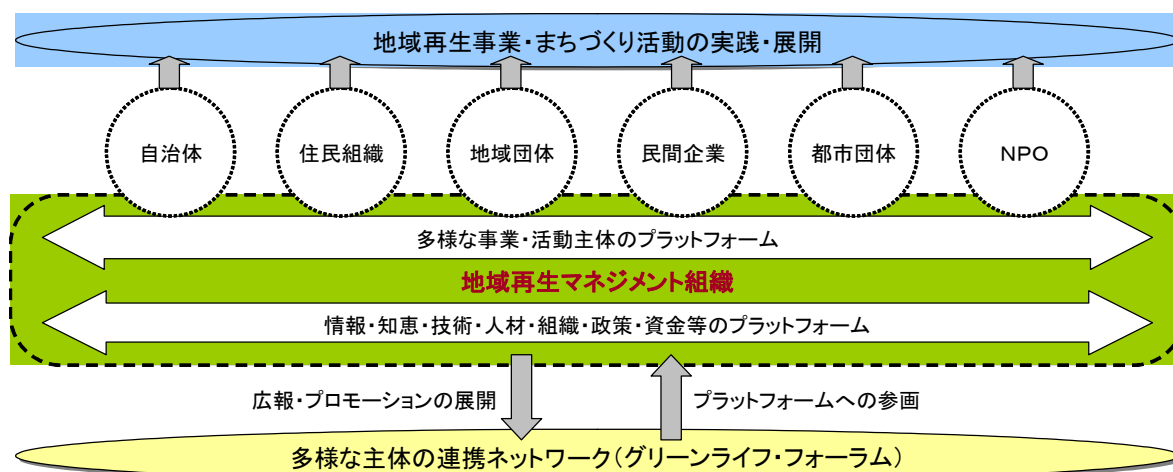 地域再生事業・まちづくり活動の実践・展開
自治体
住民組織
地域団体
民間企業
都市団体
NPO
多様な事業・活動主体のプラットフォーム
地域再生マネジメント組織
情報・知恵・技術・人材・組織・政策・資金等のプラットフォーム
広報・プロモーションの展開
プラットフォームへの参画
多様な主体の連携ネットワーク(グリーンライフ・フォーラム)